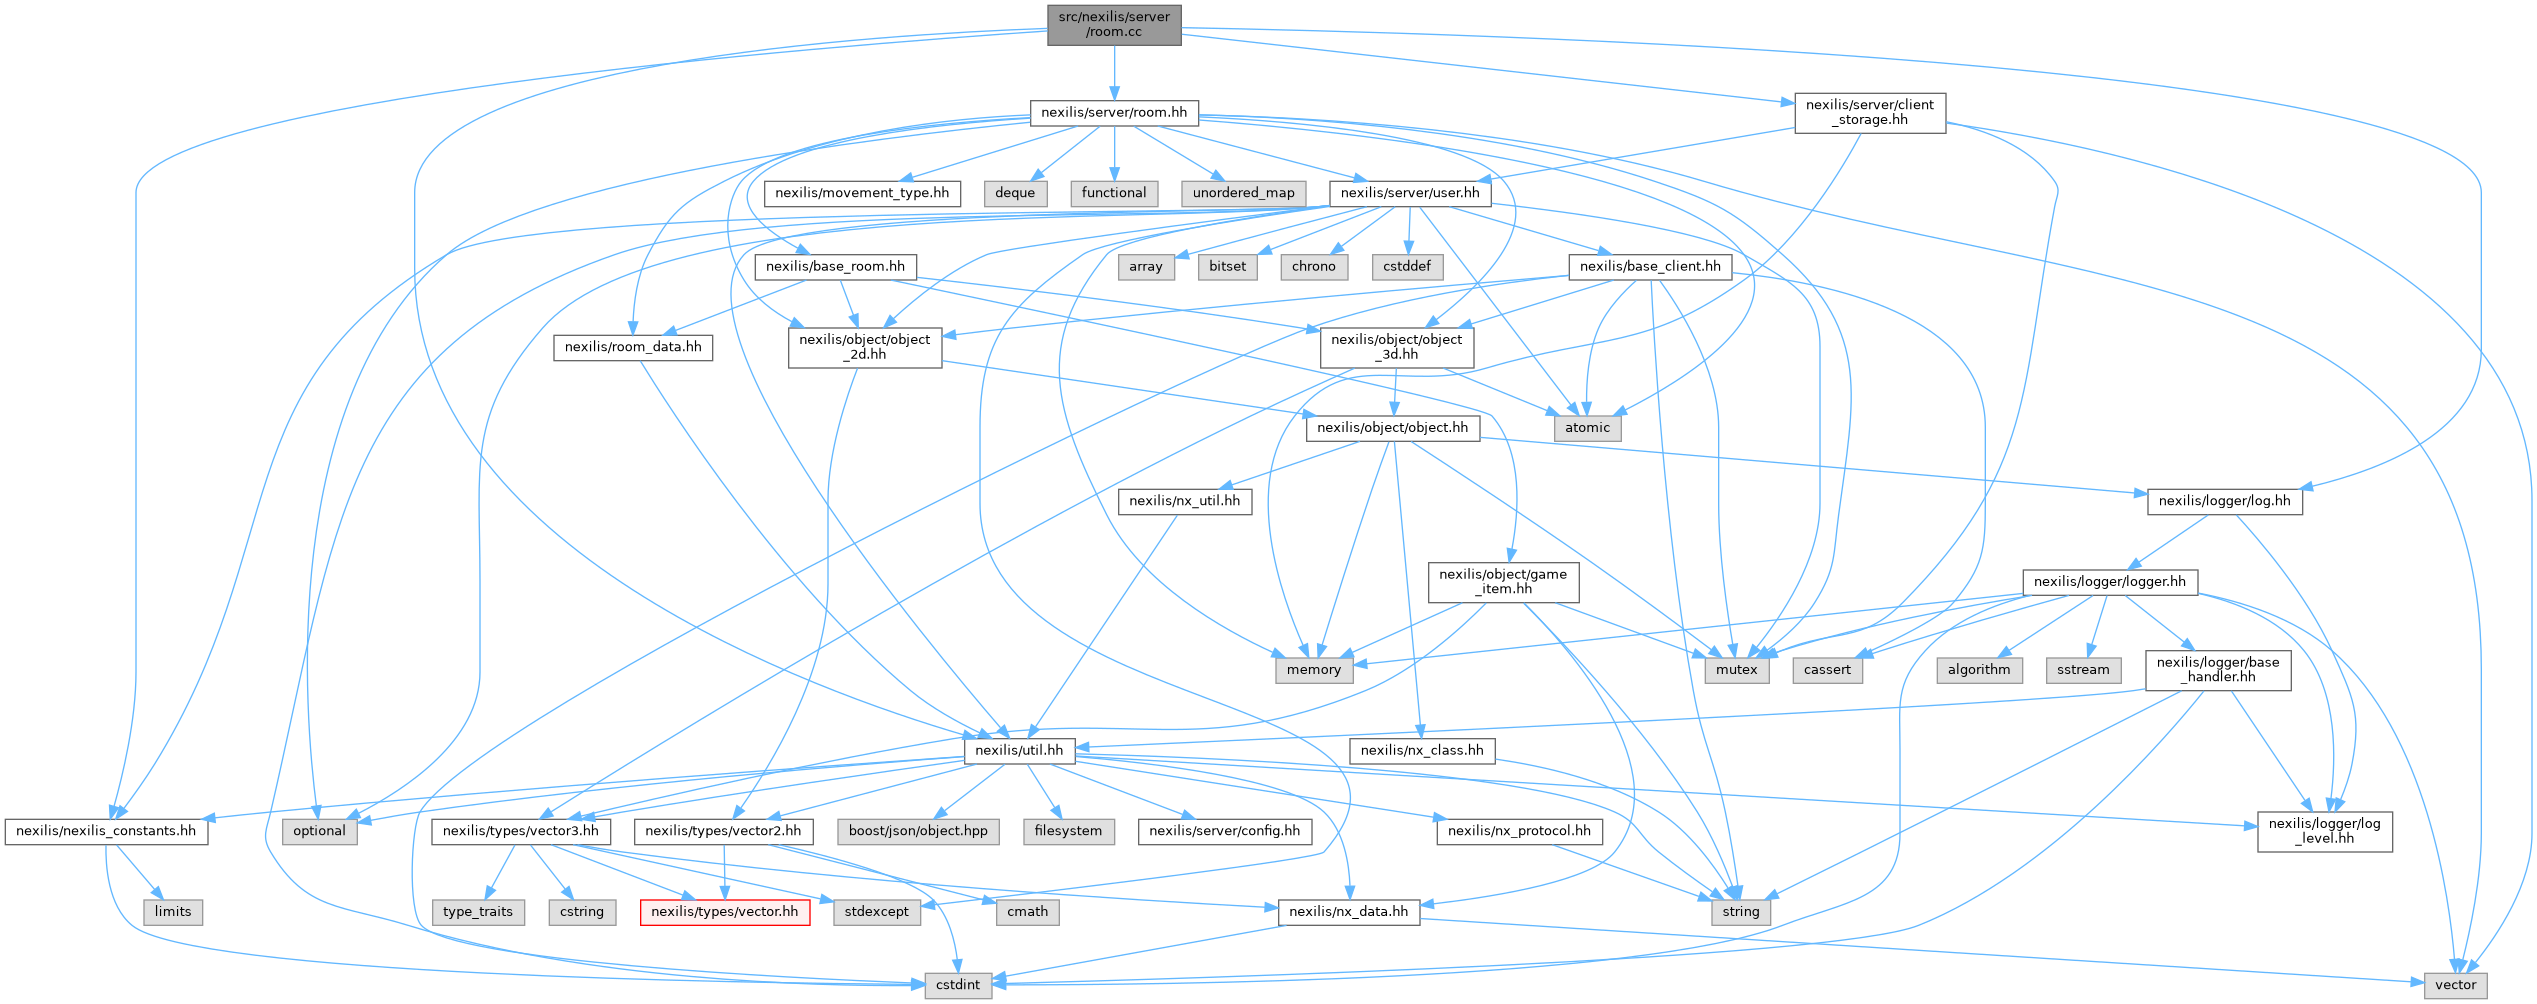 src/nexilis/server
/room.cc
nexilis/server/room.hh
nexilis/server/client
_storage.hh
nexilis/movement_type.hh
deque
functional
unordered_map
nexilis/server/user.hh
nexilis/base_room.hh
array
bitset
chrono
cstddef
nexilis/base_client.hh
nexilis/room_data.hh
nexilis/object/object
_2d.hh
nexilis/object/object
_3d.hh
nexilis/object/object.hh
atomic
nexilis/nx_util.hh
nexilis/logger/log.hh
nexilis/object/game
_item.hh
nexilis/logger/logger.hh
memory
mutex
cassert
algorithm
sstream
nexilis/logger/base
_handler.hh
nexilis/util.hh
nexilis/nx_class.hh
nexilis/nexilis_constants.hh
optional
nexilis/types/vector3.hh
nexilis/types/vector2.hh
boost/json/object.hpp
filesystem
nexilis/server/config.hh
nexilis/nx_protocol.hh
nexilis/logger/log
_level.hh
limits
type_traits
cstring
nexilis/types/vector.hh
stdexcept
cmath
nexilis/nx_data.hh
string
cstdint
vector